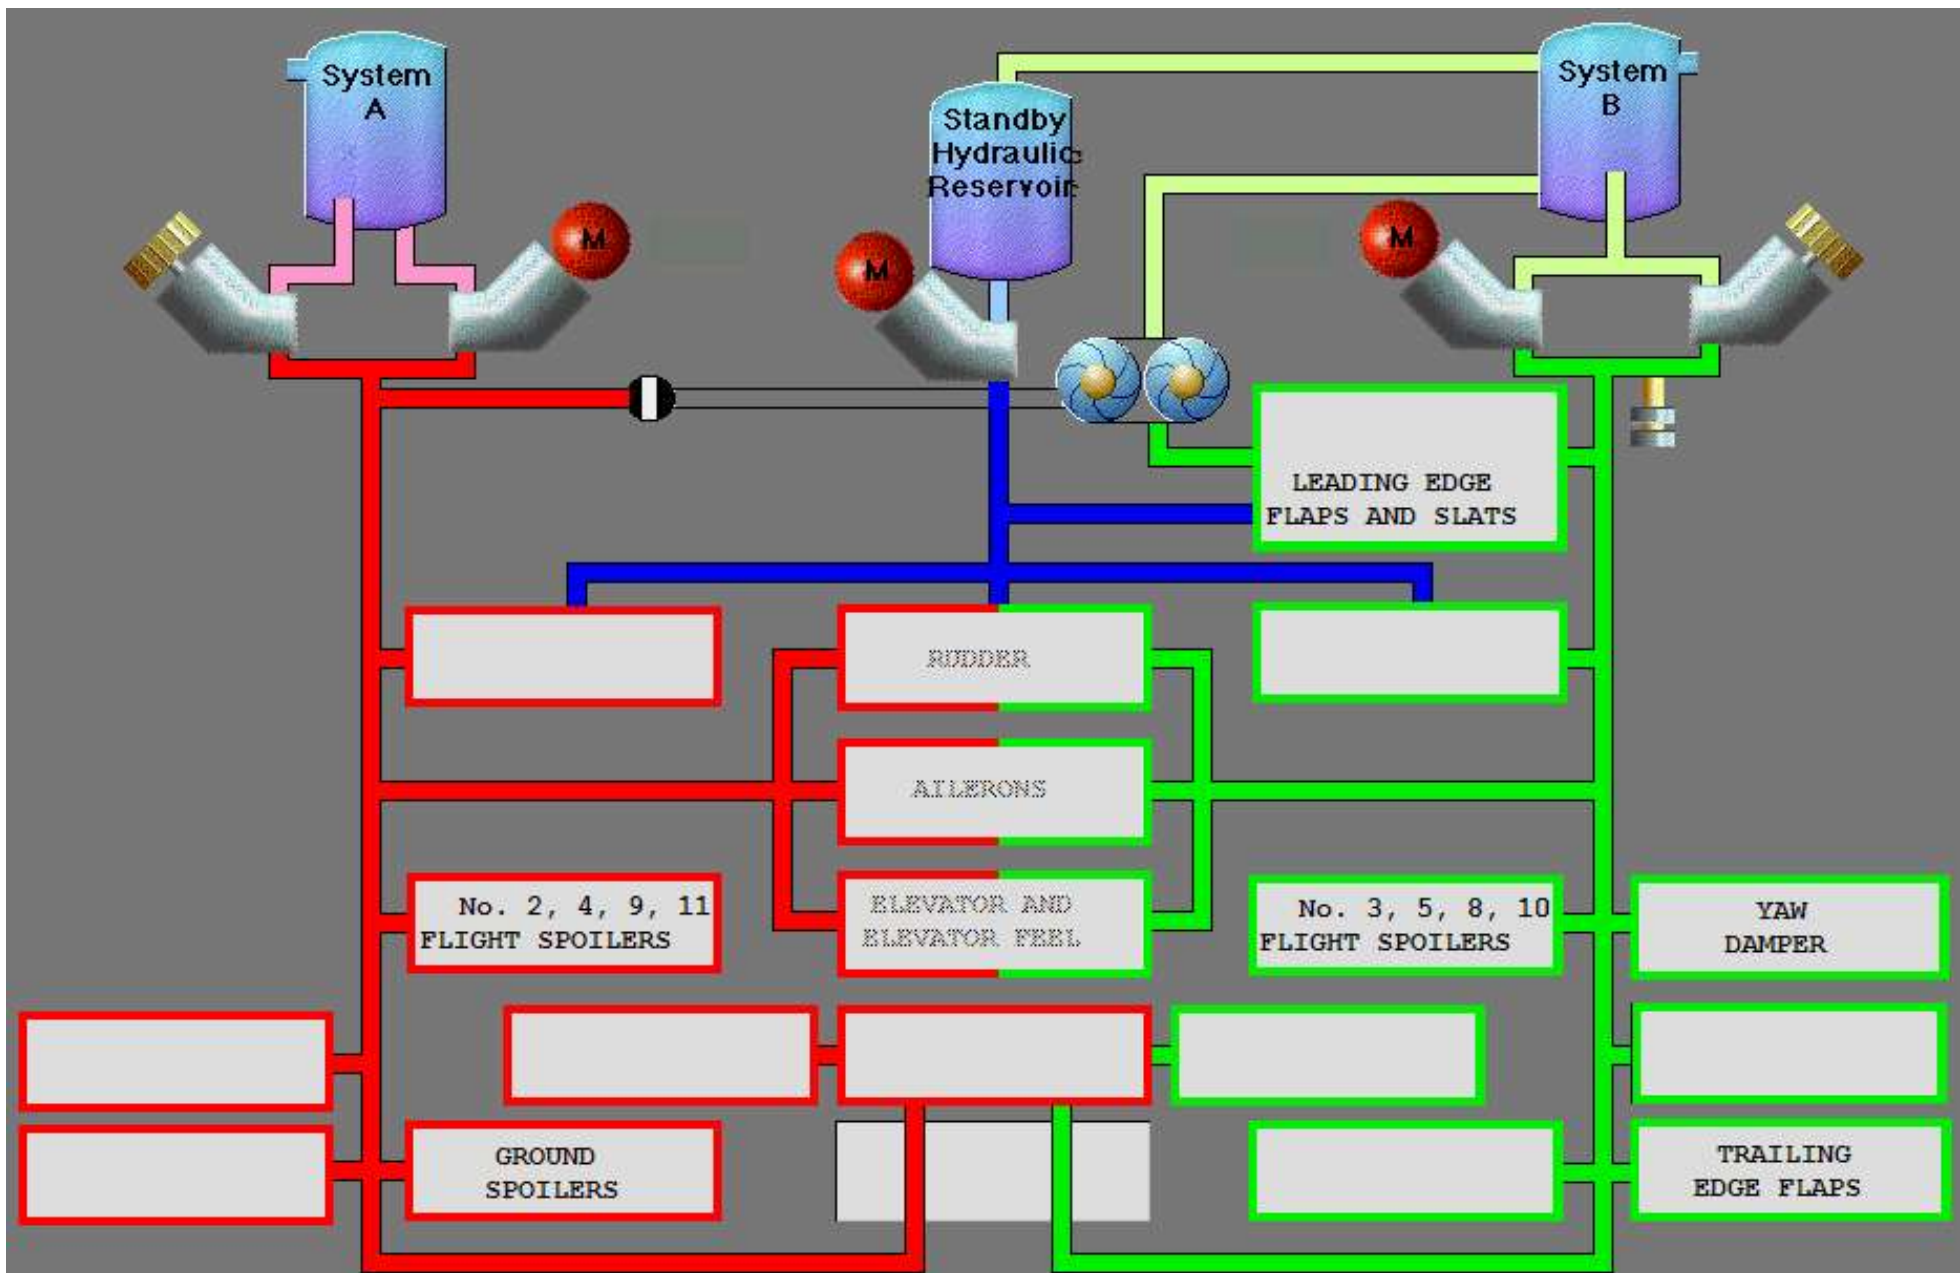 System
A
Standby
Hydraulic
Reservoir
System
B
M
M
M
LEADING EDGE
FLAPS AND SLATS
RUDDER
AILERONS
No. 2, 4, 9, 11
FLIGHT SPOILERS
ELEVATOR AND
ELEVATOR FEEL
No. 3, 5, 8, 10
FLIGHT SPOILERS
YAW
DAMPER
GROUND
SPOILERS
TRAILING
EDGE FLAPS